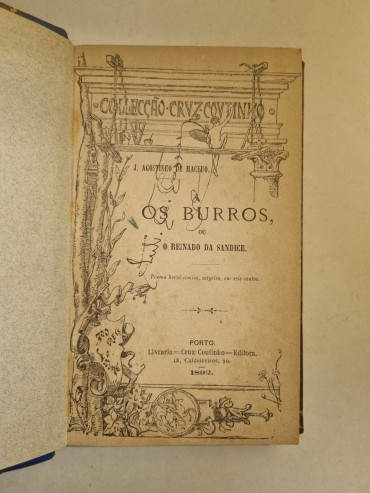 COLLECÇÃO · CRUZ COUTINHO
J. AGOSTINHO DE MACEDO.
OS BURROS,
OU
O REINADO DA SANDICE.
Poema heroi-comico, satyrico, em seis cantos.
PORTO.
Livraria=Cruz Coutinho=Editora.
18, Caldeireiros, 20.
1892.